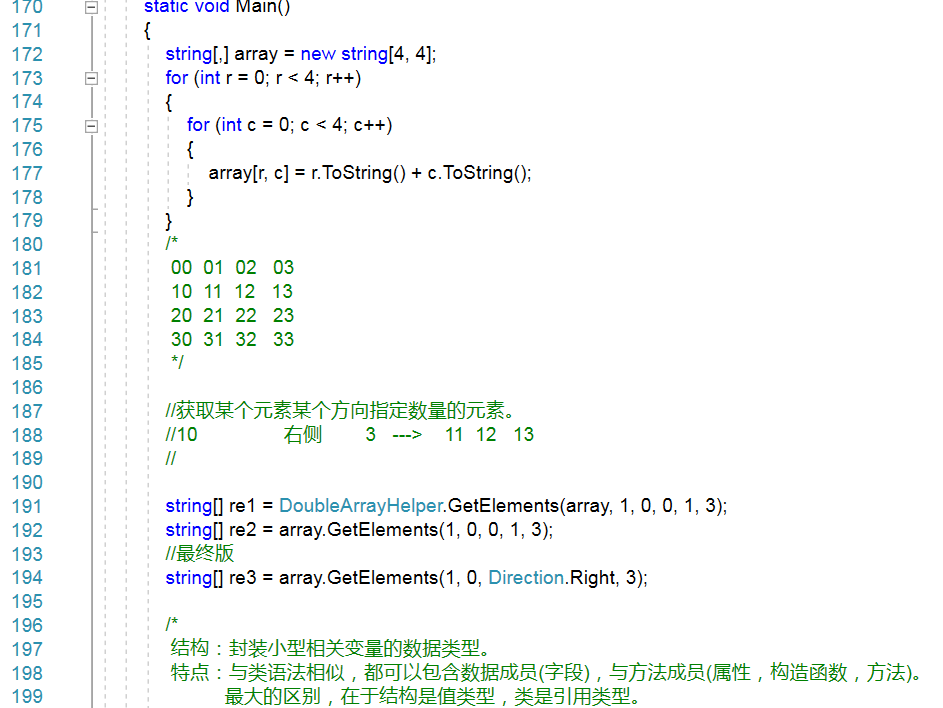 170 static void Main()
171 {
172 string[,] array = new string[4, 4];
173 for (int r = 0; r < 4; r++)
174 {
175 for (int c = 0; c < 4; c++)
176 {
177 array[r, c] = r.ToString() + c.ToString();
178 }
179 }
180 /*
181 00 01 02 03
182 10 11 12 13
183 20 21 22 23
184 30 31 32 33
185 */
186
187 //获取某个元素某个方向指定数量的元素。
188 //10 右侧 3 ---> 11 12 13
189 //
190
191 string[] re1 = DoubleArrayHelper.GetElements(array, 1, 0, 0, 1, 3);
192 string[] re2 = array.GetElements(1, 0, 0, 1, 3);
193 //最终版
194 string[] re3 = array.GetElements(1, 0, Direction.Right, 3);
195
196 /*
197 结构：封装小型相关变量的数据类型。
198 特点：与类语法相似，都可以包含数据成员(字段)，与方法成员(属性，构造函数，方法)。
199 最大的区别，在于结构是值类型，类是引用类型。